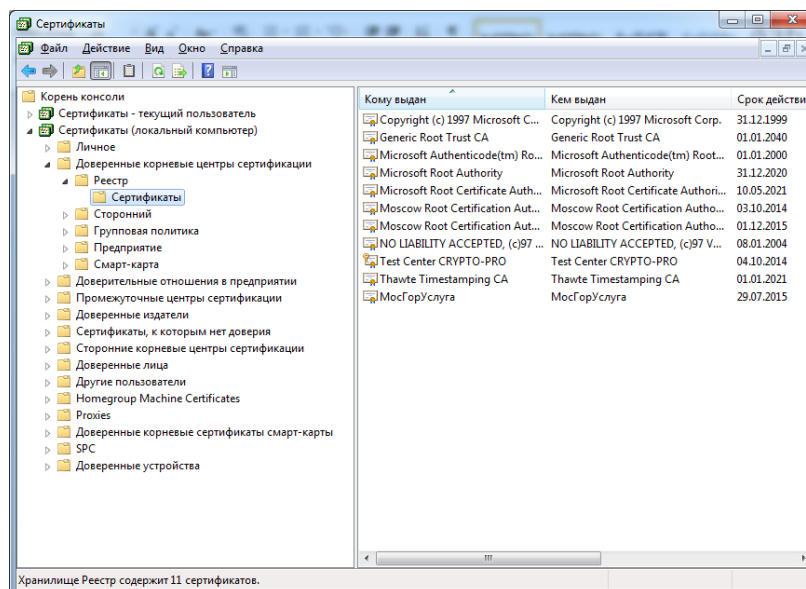 Сертификаты
Файл Действие Вид Окно Справка
Корень консоли
Сертификаты - текущий пользователь
Сертификаты (локальный компьютер)
Личное
Доверенные корневые центры сертификации
Реестр
Сертификаты
Сторонний
Групповая политика
Предприятие
Смарт-карта
Доверительные отношения в предприятии
Промежуточные центры сертификации
Доверенные издатели
Сертификаты, к которым нет доверия
Сторонние корневые центры сертификации
Доверенные лица
Другие пользователи
Homegroup Machine Certificates
Proxies
Доверенные корневые сертификаты смарт-карты
SPC
Доверенные устройства
Кому выдан Кем выдан Срок действи
Copyright (c) 1997 Microsoft C... Copyright (c) 1997 Microsoft Corp. 31.12.1999
Generic Root Trust CA Generic Root Trust CA 01.01.2040
Microsoft Authenticode(tm) Ro... Microsoft Authenticode(tm) Root... 01.01.2000
Microsoft Root Authority Microsoft Root Authority 31.12.2020
Microsoft Root Certificate Auth... Microsoft Root Certificate Authori... 10.05.2021
Moscow Root Certification Aut... Moscow Root Certification Autho... 03.10.2014
Moscow Root Certification Aut... Moscow Root Certification Autho... 01.12.2015
NO LIABILITY ACCEPTED, (c)97 ... NO LIABILITY ACCEPTED, (c)97 V... 08.01.2004
Test Center CRYPTO-PRO Test Center CRYPTO-PRO 04.10.2014
Thawte Timestamping CA Thawte Timestamping CA 01.01.2021
МосГорУслуга МосГорУслуга 29.07.2015
Хранилище Реестр содержит 11 сертификатов.